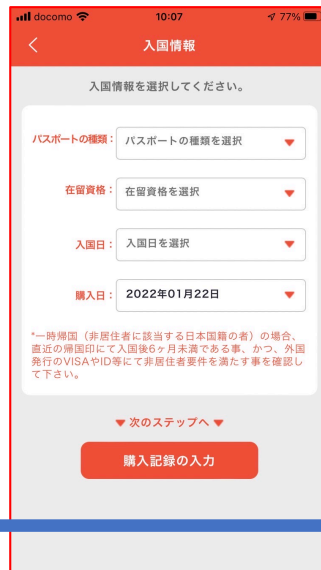 docomo 10:07 77%
入国情報
入国情報を選択してください。
パスポートの種類： パスポートの種類を選択
在留資格： 在留資格を選択
入国日： 入国日を選択
購入日： 2022年01月22日
*一時帰国（非居住者に該当する日本国籍の者）の場合、
直近の帰国印にて入国後6ヶ月未満である事、かつ、外国
発行のVISAやID等にて非居住者要件を満たす事を確認し
て下さい。
▼ 次のステップへ ▼
購入記録の入力